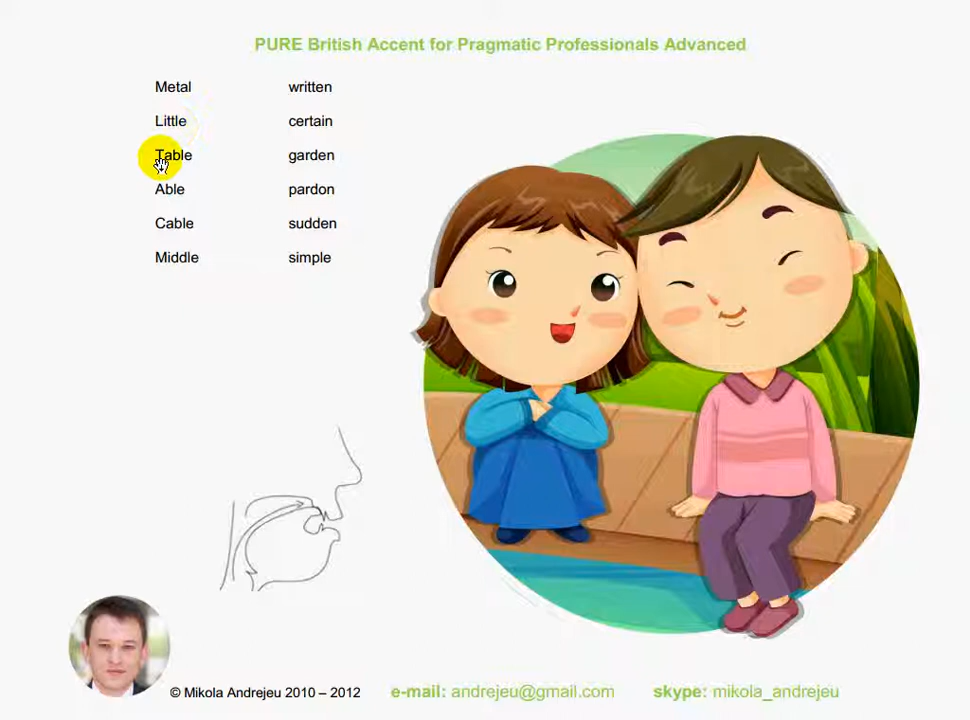 PURE British Accent for Pragmatic Professionals Advanced
Metal written
Little certain
Table garden
Able pardon
Cable sudden
Middle simple
© Mikola Andrejeu 2010 – 2012 e-mail: andrejeu@gmail.com skype: mikola_andrejeu